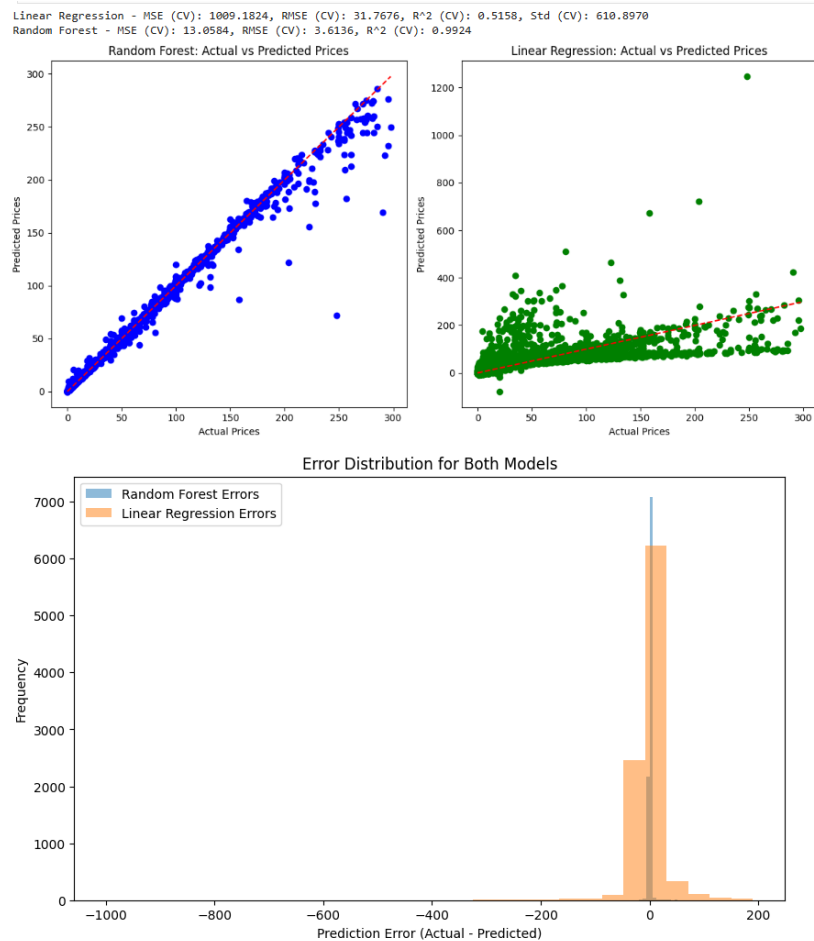 Linear Regression - MSE (CV): 1009.1824, RMSE (CV): 31.7676, R^2 (CV): 0.5158, Std (CV): 610.8970
Random Forest - MSE (CV): 13.0584, RMSE (CV): 3.6136, R^2 (CV): 0.9924
Random Forest: Actual vs Predicted Prices
300
250
200
150
100
50
0
Predicted Prices
0 50 100 150 200 250 300
Actual Prices
Linear Regression: Actual vs Predicted Prices
1200
1000
800
600
400
200
0
Predicted Prices
0 50 100 150 200 250 300
Actual Prices
Error Distribution for Both Models
Random Forest Errors
Linear Regression Errors
7000
6000
5000
4000
3000
2000
1000
0
Frequency
−1000 −800 −600 −400 −200 0 200
Prediction Error (Actual - Predicted)